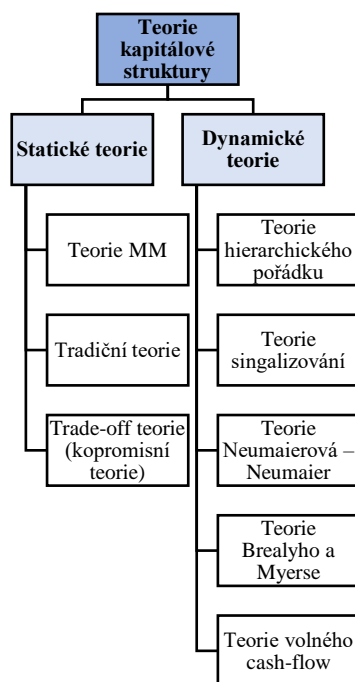 Teorie
kapitálové
struktury
Statické teorie
Dynamické
teorie
Teorie MM
Tradiční teorie
Trade-off teorie
(kopromisní
teorie)
Teorie
hierarchického
pořádku
Teorie
singalizování
Teorie
Neumaierová –
Neumaier
Teorie
Brealyho a
Myerse
Teorie volného
cash-flow